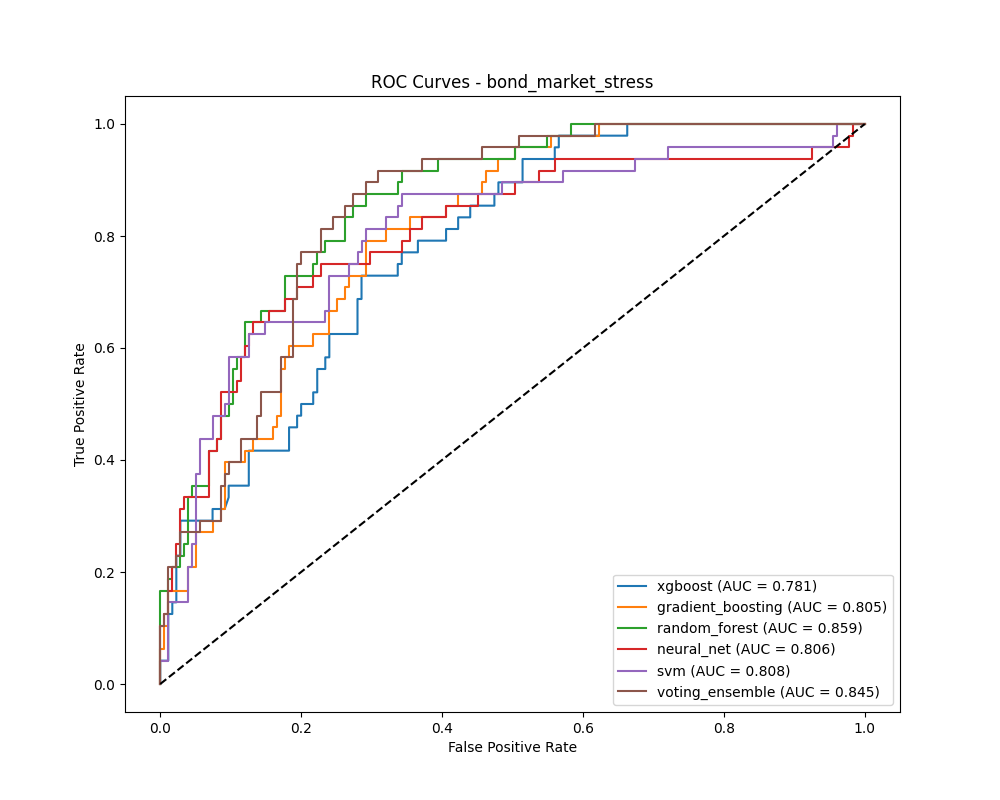 ROC Curves - bond_market_stress
True Positive Rate
1.0
0.8
0.6
0.4
0.2
0.0
0.0 0.2 0.4 0.6 0.8 1.0
False Positive Rate
xgboost (AUC = 0.781)
gradient_boosting (AUC = 0.805)
random_forest (AUC = 0.859)
neural_net (AUC = 0.806)
svm (AUC = 0.808)
voting_ensemble (AUC = 0.845)